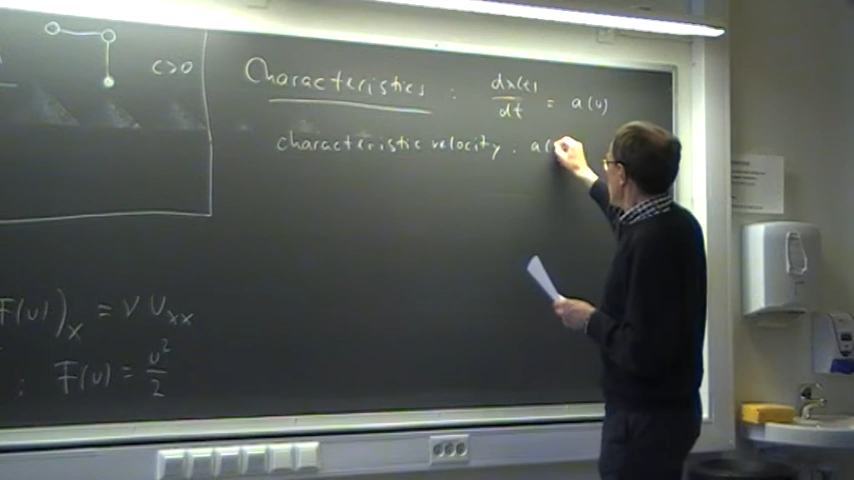 c>0
Characteristics : dx(t)/dt = a(u)
characteristic velocity : a(
F(u))x = ν Uxx
; F(u) = u²/2